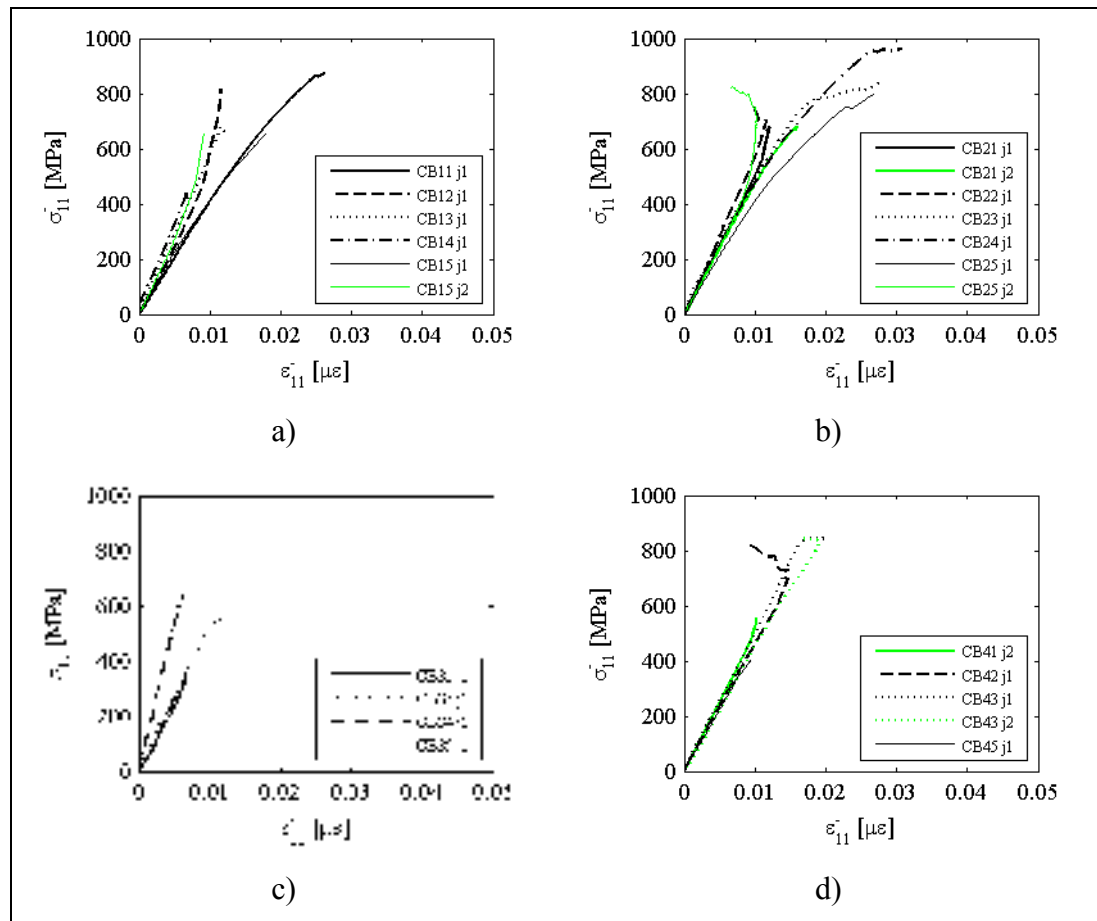 1000
800
600
400
200
0
σ⁻₁₁ [MPa]
0 0.01 0.02 0.03 0.04 0.05
ε⁻₁₁ [με]
CB11 j1
CB12 j1
CB13 j1
CB14 j1
CB15 j1
CB15 j2
a)
1000
800
600
400
200
0
σ⁻₁₁ [MPa]
0 0.01 0.02 0.03 0.04 0.05
ε⁻₁₁ [με]
CB21 j1
CB21 j2
CB22 j1
CB23 j1
CB24 j1
CB25 j1
CB25 j2
b)
1000
800
600
400
200
0
[MPa]
0 0.01 0.02 0.03 0.04 0.05
[με]
c)
1000
800
600
400
200
0
σ⁻₁₁ [MPa]
0 0.01 0.02 0.03 0.04 0.05
ε⁻₁₁ [με]
CB41 j2
CB42 j1
CB43 j1
CB43 j2
CB45 j1
d)